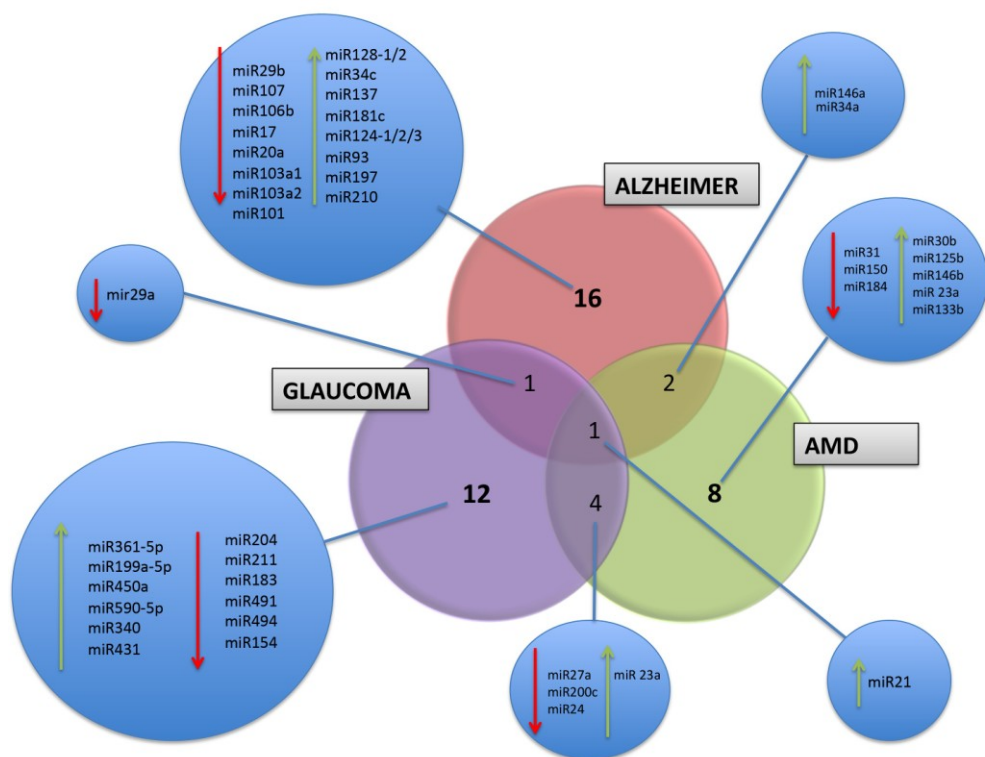 miR29b
miR107
miR106b
miR17
miR20a
miR103a1
miR103a2
miR101
miR128-1/2
miR34c
miR137
miR181c
miR124-1/2/3
miR93
miR197
miR210
miR146a
miR34a
ALZHEIMER
16
miR31
miR150
miR184
miR30b
miR125b
miR146b
miR 23a
miR133b
mir29a
GLAUCOMA
1
2
1
AMD
12
4
8
miR361-5p
miR199a-5p
miR450a
miR590-5p
miR340
miR431
miR204
miR211
miR183
miR491
miR494
miR154
miR27a
miR200c
miR24
miR 23a
miR21